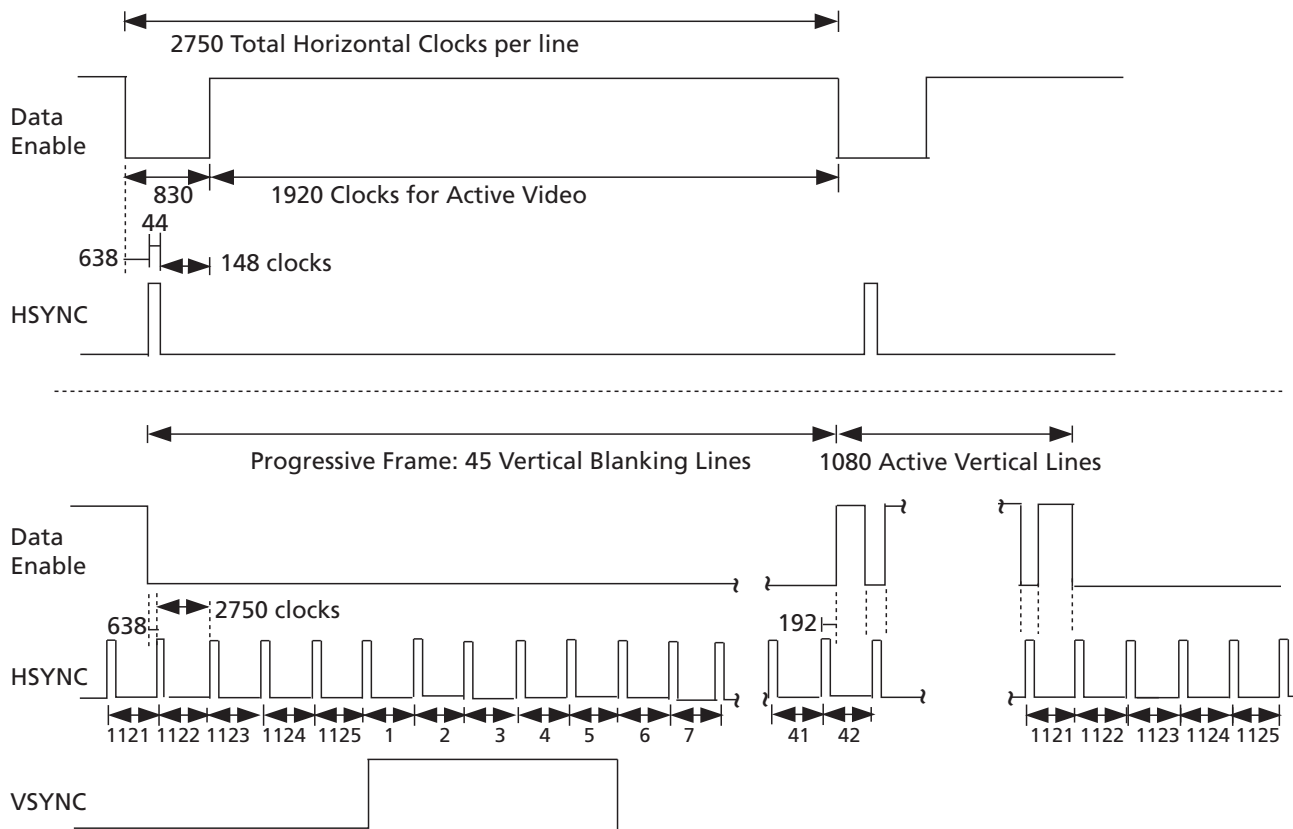 2750 Total Horizontal Clocks per line
Data
Enable
830
1920 Clocks for Active Video
44
638
148 clocks
HSYNC
Progressive Frame: 45 Vertical Blanking Lines
1080 Active Vertical Lines
Data
Enable
2750 clocks
638
192
HSYNC
1121 1122 1123 1124 1125 1 2 3 4 5 6 7 41 42 1121 1122 1123 1124 1125
VSYNC